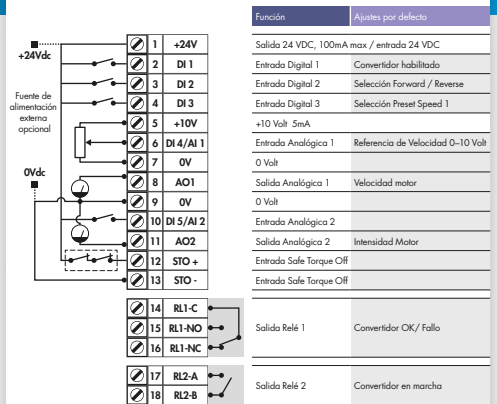 Función Ajustes por defecto
+24Vdc
Fuente de
alimentación
externa
opcional
0Vdc
1 +24V Salida 24 VDC, 100mA max / entrada 24 VDC
2 DI 1 Entrada Digital 1 Convertidor habilitado
3 DI 2 Entrada Digital 2 Selección Forward / Reverse
4 DI 3 Entrada Digital 3 Selección Preset Speed 1
5 +10V +10 Volt 5mA
6 DI 4/AI 1 Entrada Analógica 1 Referencia de Velocidad 0–10 Volt
7 0V 0 Volt
8 AO1 Salida Analógica 1 Velocidad motor
9 0V 0 Volt
10 DI 5/AI 2 Entrada Analógica 2
11 AO2 Salida Analógica 2 Intensidad Motor
12 STO + Entrada Safe Torque Off
13 STO - Entrada Safe Torque Off
14 RL1-C
15 RL1-NO Salida Relé 1 Convertidor OK/ Fallo
16 RL1-NC
17 RL2-A
Salida Relé 2 Convertidor en marcha
18 RL2-B